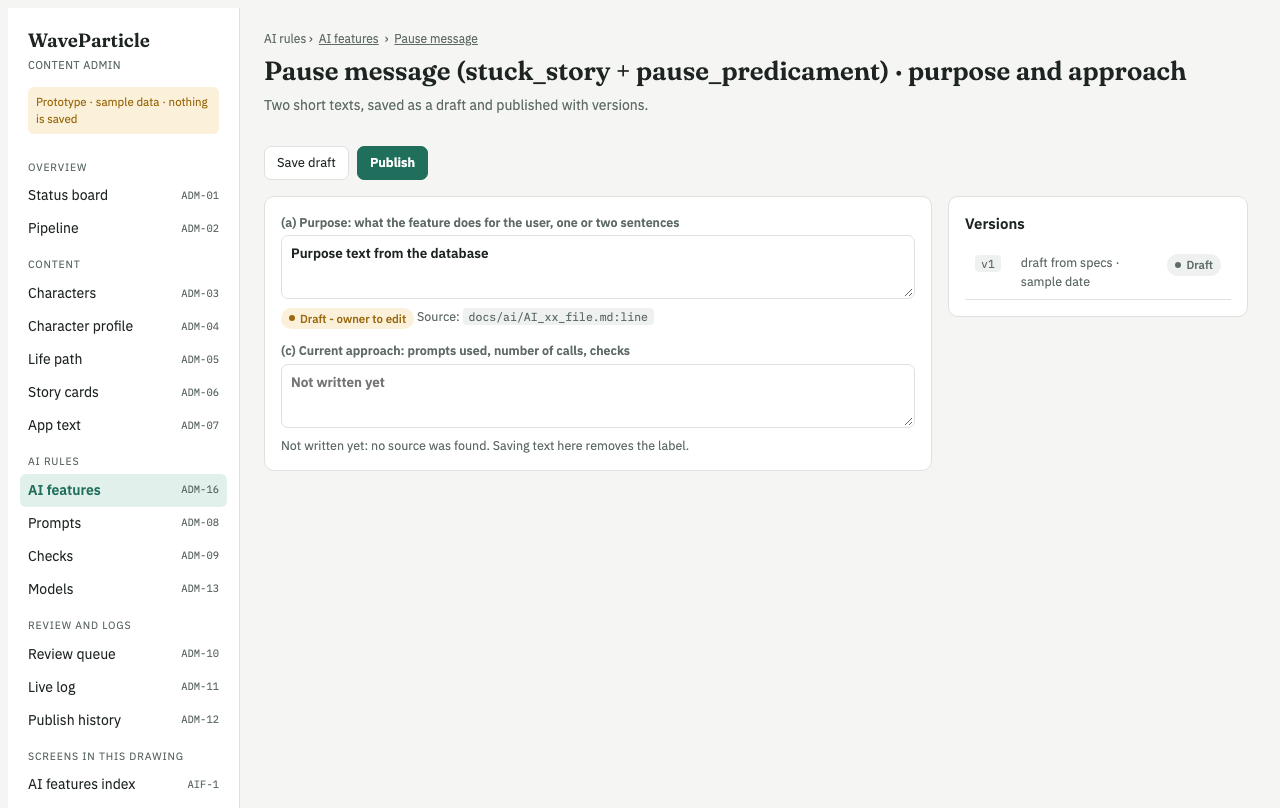 WaveParticle
CONTENT ADMIN
Prototype · sample data · nothing
is saved
OVERVIEW
Status board ADM-01
Pipeline ADM-02
CONTENT
Characters ADM-03
Character profile ADM-04
Life path ADM-05
Story cards ADM-06
App text ADM-07
AI RULES
AI features ADM-16
Prompts ADM-08
Checks ADM-09
Models ADM-13
REVIEW AND LOGS
Review queue ADM-10
Live log ADM-11
Publish history ADM-12
SCREENS IN THIS DRAWING
AI features index AIF-1
AI rules › AI features › Pause message
Pause message (stuck_story + pause_predicament) · purpose and approach
Two short texts, saved as a draft and published with versions.
Save draft Publish
(a) Purpose: what the feature does for the user, one or two sentences
Purpose text from the database
Draft - owner to edit Source: docs/ai/AI_xx_file.md:line
(c) Current approach: prompts used, number of calls, checks
Not written yet
Not written yet: no source was found. Saving text here removes the label.
Versions
v1 draft from specs · Draft
sample date